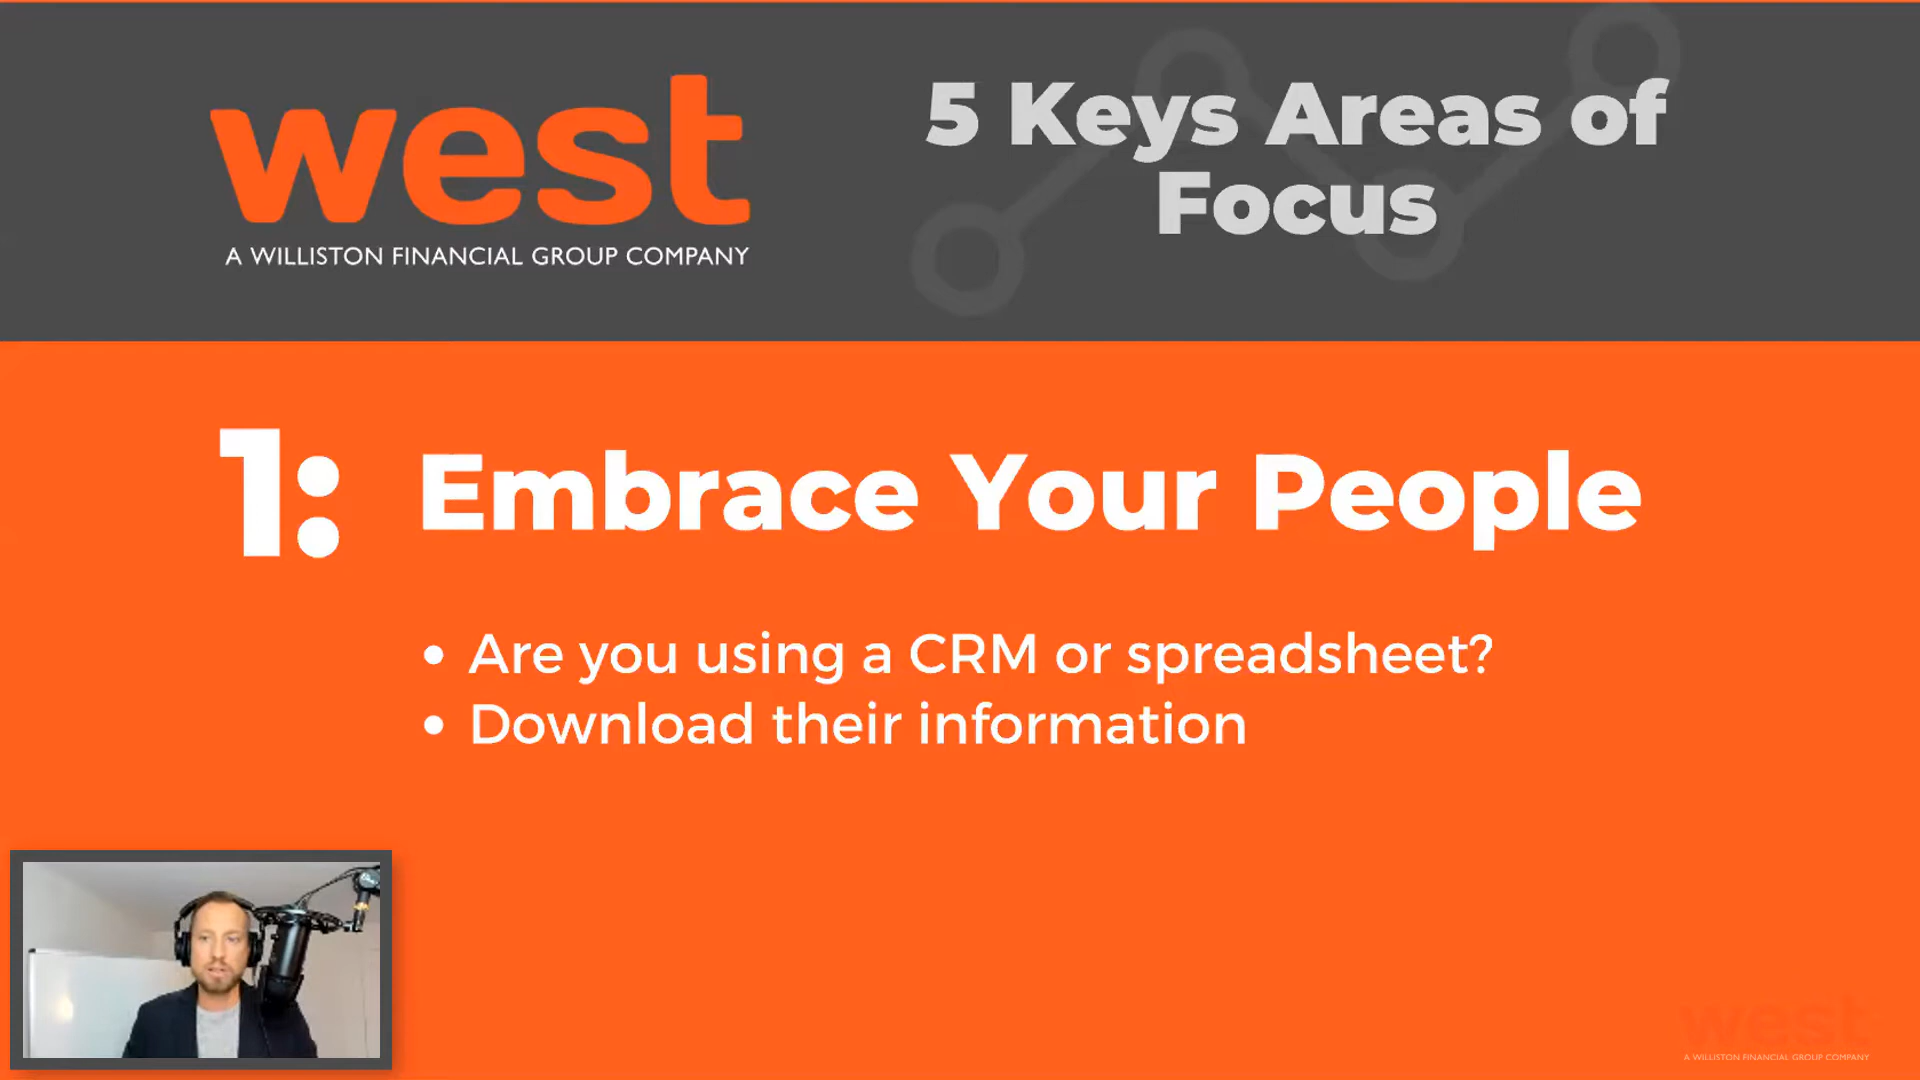 west
A WILLISTON FINANCIAL GROUP COMPANY
5 Keys Areas of
Focus
1: Embrace Your People
• Are you using a CRM or spreadsheet?
• Download their information
west
A WILLISTON FINANCIAL GROUP COMPANY